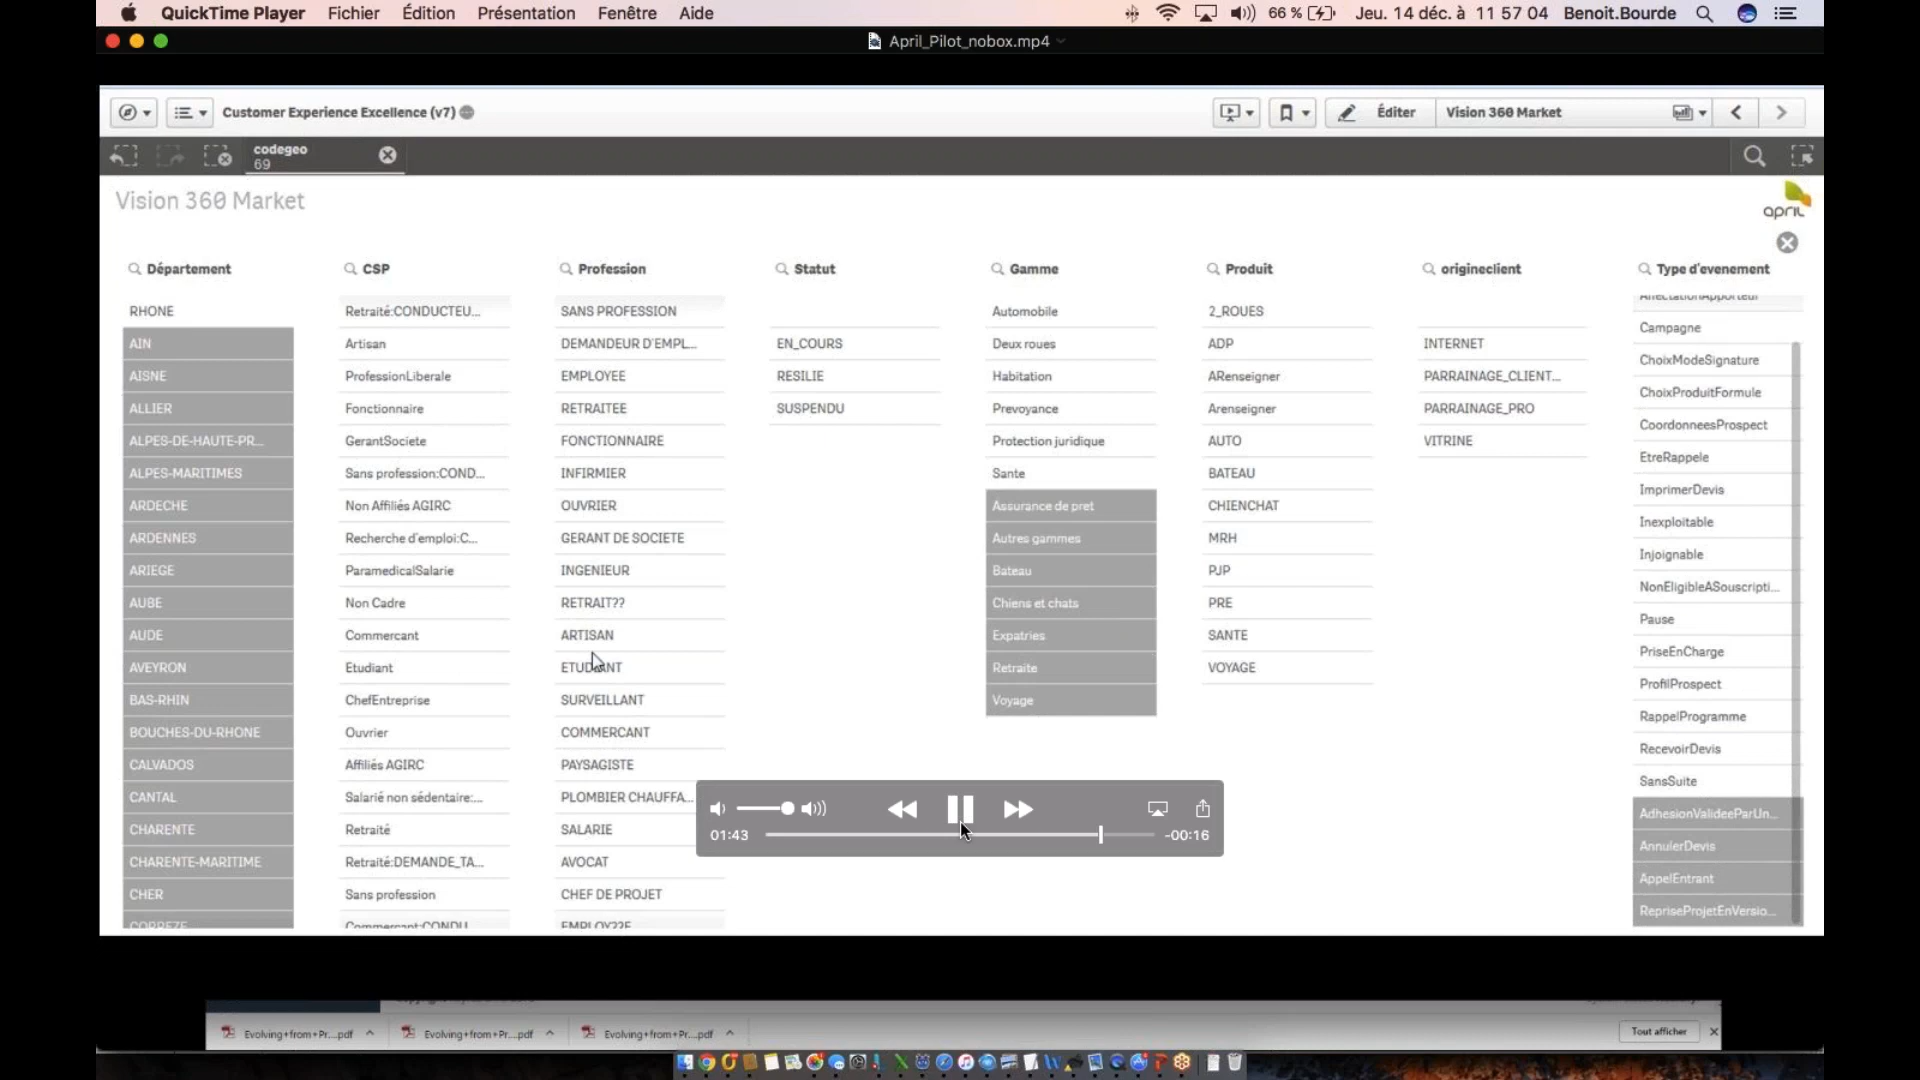 QuickTime Player Fichier Édition Présentation Fenêtre Aide 66 % Jeu. 14 déc. à 11 57 04 Benoit.Bourde
April_Pilot_nobox.mp4
Customer Experience Excellence (v7) Éditer Vision 360 Market
codegeo
69
Vision 360 Market
april
Département
RHONE
AIN
AISNE
ALLIER
ALPES-DE-HAUTE-PR...
ALPES-MARITIMES
ARDECHE
ARDENNES
ARIEGE
AUBE
AUDE
AVEYRON
BAS-RHIN
BOUCHES-DU-RHONE
CALVADOS
CANTAL
CHARENTE
CHARENTE-MARITIME
CHER
CORREZE
CSP
Retraité:CONDUCTEU...
Artisan
ProfessionLiberale
Fonctionnaire
GerantSociete
Sans profession:COND...
Non Affiliés AGIRC
Recherche d'emploi:C...
ParamedicalSalarie
Non Cadre
Commercant
Etudiant
ChefEntreprise
Ouvrier
Affiliés AGIRC
Salarié non sédentaire:...
Retraité
Retraité:DEMANDE_TA...
Sans profession
Commercant:CONDU
Profession
SANS PROFESSION
DEMANDEUR D'EMPL...
EMPLOYEE
RETRAITEE
FONCTIONNAIRE
INFIRMIER
OUVRIER
GERANT DE SOCIETE
INGENIEUR
RETRAIT??
ARTISAN
ETUDIANT
SURVEILLANT
COMMERCANT
PAYSAGISTE
PLOMBIER CHAUFFA...
SALARIE
AVOCAT
CHEF DE PROJET
EMPLOY??E
Statut
EN_COURS
RESILIE
SUSPENDU
Gamme
Automobile
Deux roues
Habitation
Prevoyance
Protection juridique
Sante
Assurance de pret
Autres gammes
Bateau
Chiens et chats
Expatries
Retraite
Voyage
Produit
2_ROUES
ADP
ARenseigner
Arenseigner
AUTO
BATEAU
CHIENCHAT
MRH
PJP
PRE
SANTE
VOYAGE
origineclient
INTERNET
PARRAINAGE_CLIENT...
PARRAINAGE_PRO
VITRINE
Type d'evenement
AffectationApporteur
Campagne
ChoixModeSignature
ChoixProduitFormule
CoordonneesProspect
EtreRappele
ImprimerDevis
Inexploitable
Injoignable
NonEligibleASouscripti...
Pause
PriseEnCharge
ProfilProspect
RappelProgramme
RecevoirDevis
SansSuite
AdhesionValideeParUn...
AnnulerDevis
AppelEntrant
RepriseProjetEnVersio...
01:43 -00:16
Evolving+from+Pr....pdf Evolving+from+Pr....pdf Evolving+from+Pr....pdf Tout afficher